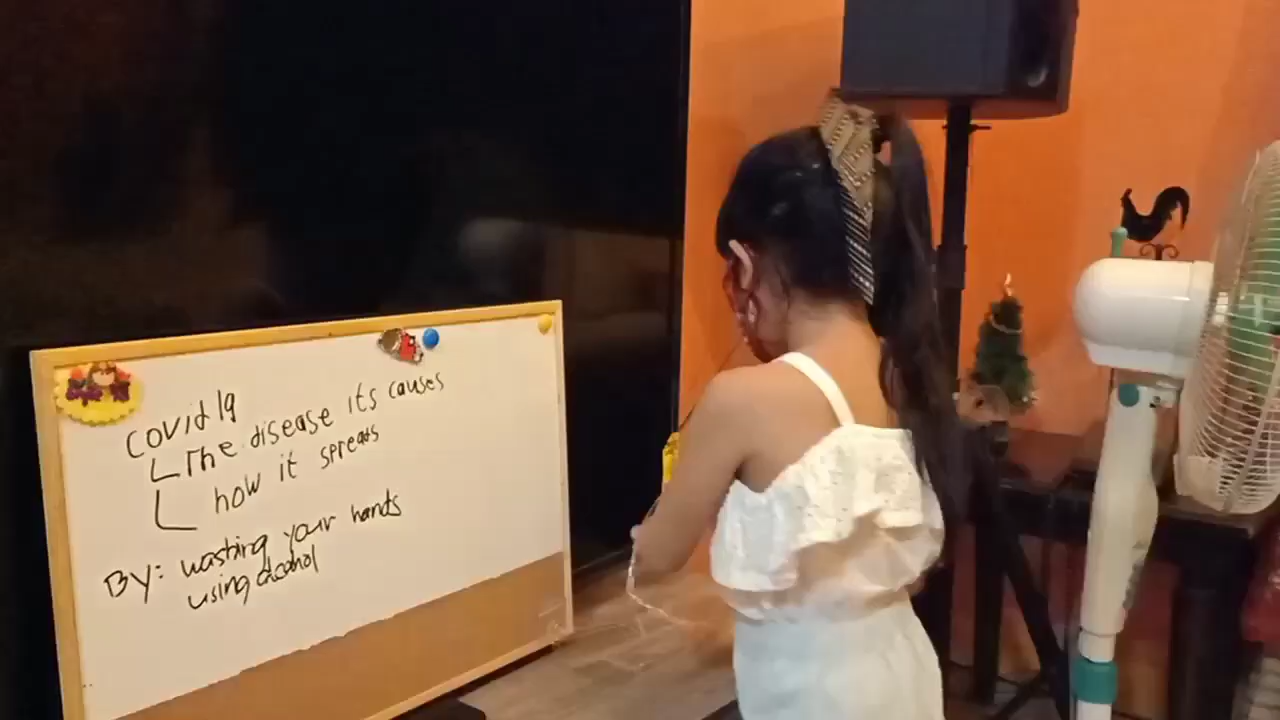 covid 19
The disease its causes
how it spreads
By: washing your hands
using alcohol